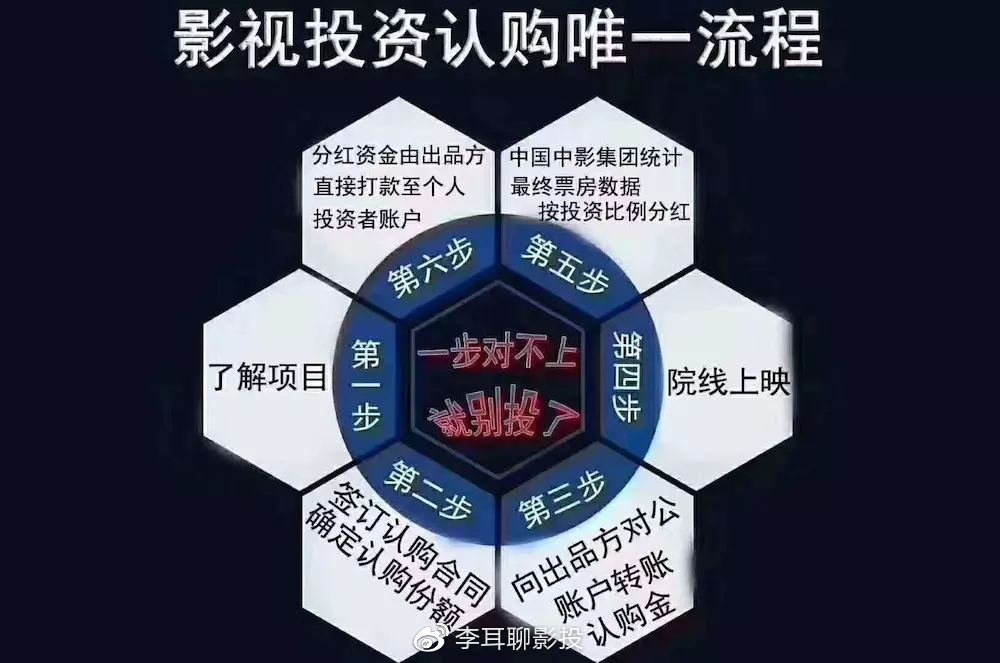 影视投资认购唯一流程
分红资金由出品方
直接打款至个人
投资者账户
中国中影集团统计
最终票房数据
按投资比例分红
第六步
第五步
了解项目
第一步
一步对不上
就别投了
第四步
院线上映
第二步
第三步
签订认购合同
确定认购份额
向出品方对公
账户转账
认购金
李耳聊影投